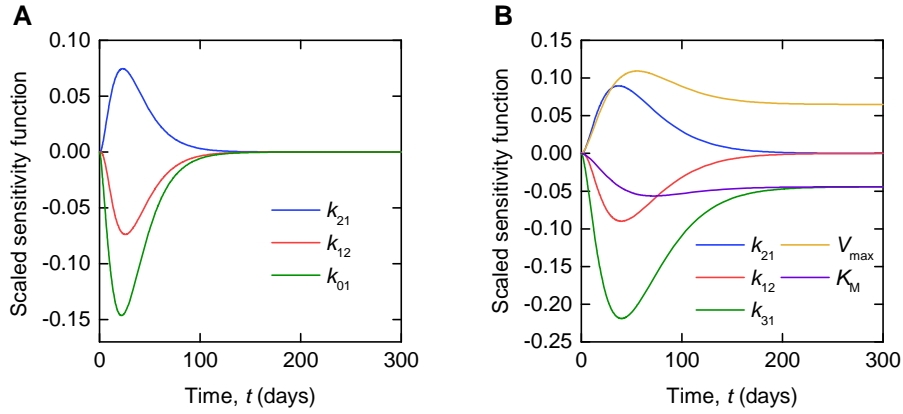 A
Scaled sensitivity function
0.10
0.05
0.00
-0.05
-0.10
-0.15
k21
k12
k01
0
100
200
300
Time, t (days)
B
Scaled sensitivity function
0.15
0.10
0.05
0.00
-0.05
-0.10
-0.15
-0.20
-0.25
k21
Vmax
k12
KM
k31
0
100
200
300
Time, t (days)